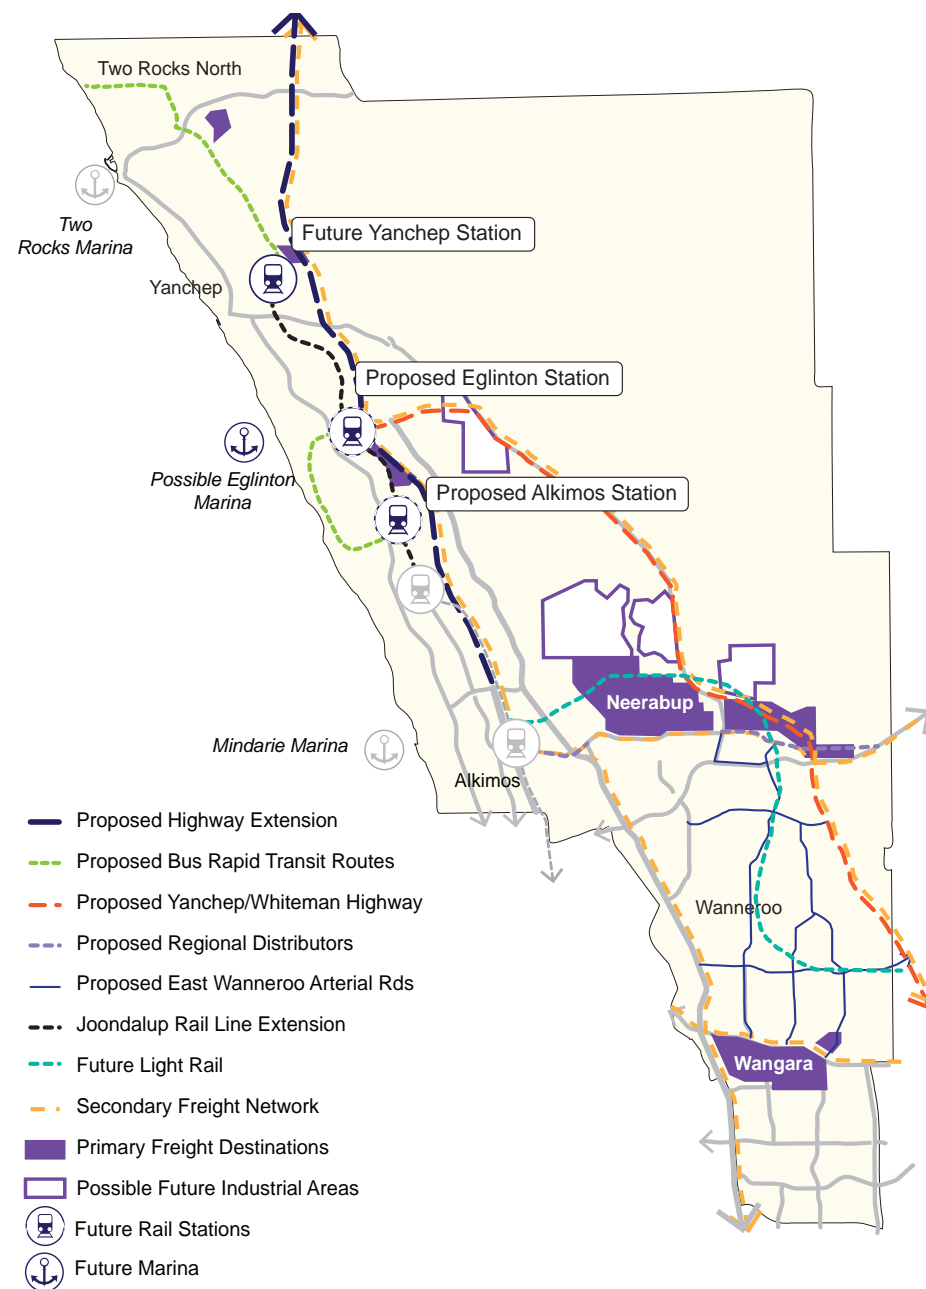 Two Rocks North
Two
Rocks Marina
Future Yanchep Station
Yanchep
Proposed Eglinton Station
Possible Eglinton
Marina
Proposed Alkimos Station
Neerabup
Mindarie Marina
Alkimos
Proposed Highway Extension
Proposed Bus Rapid Transit Routes
Proposed Yanchep/Whiteman Highway
Wanneroo
Proposed Regional Distributors
Proposed East Wanneroo Arterial Rds
Joondalup Rail Line Extension
Future Light Rail
Wangara
Secondary Freight Network
Primary Freight Destinations
Possible Future Industrial Areas
Future Rail Stations
Future Marina